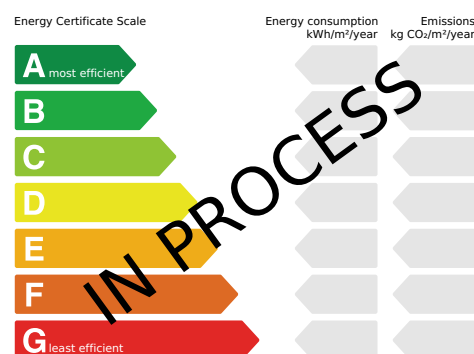 Energy Certificate Scale
Energy consumption
kWh/m²/year
Emissions
kg CO₂/m²/year
A most efficient
B
C
D
E
F
G least efficient
IN PROCESS